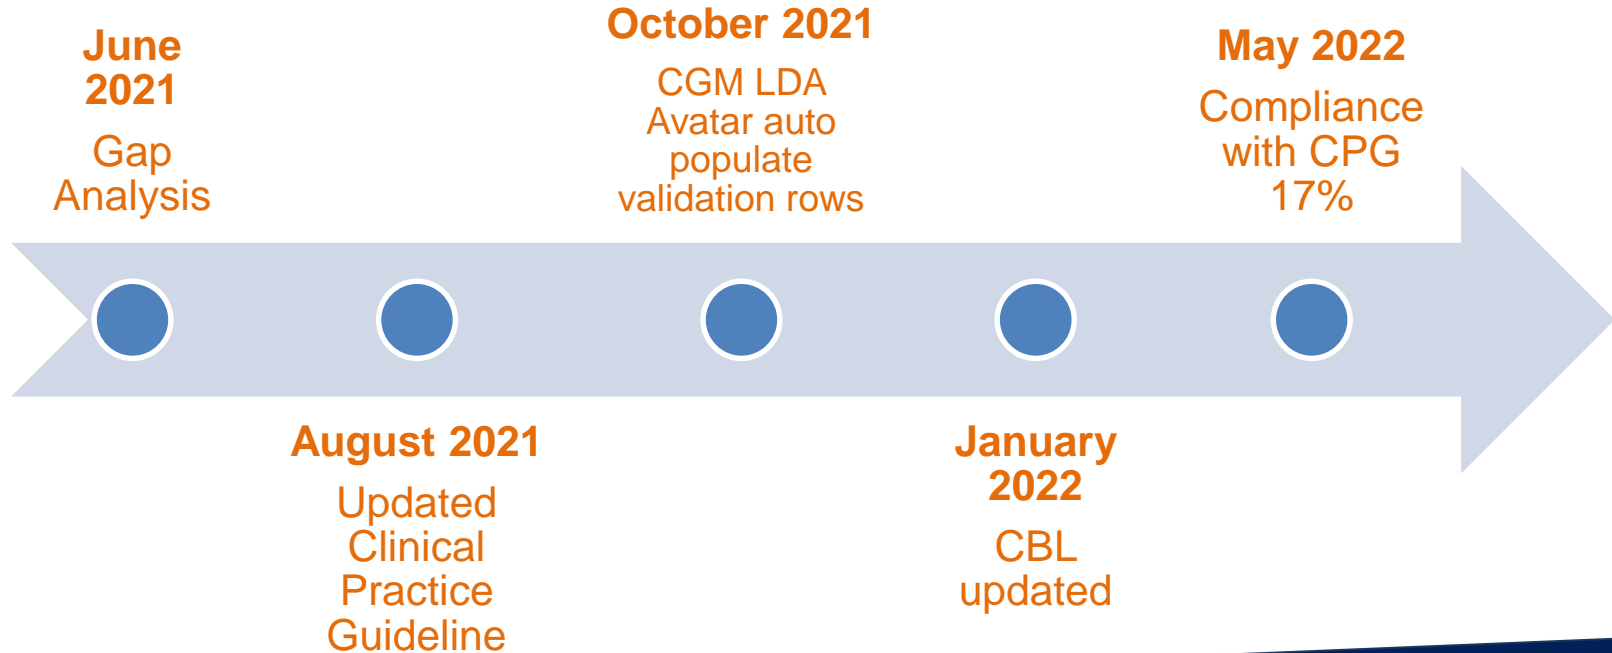 June
2021
Gap
Analysis
August 2021
Updated
Clinical
Practice
Guideline
October 2021
CGM LDA
Avatar auto
populate
validation rows
January
2022
CBL
updated
May 2022
Compliance
with CPG
17%